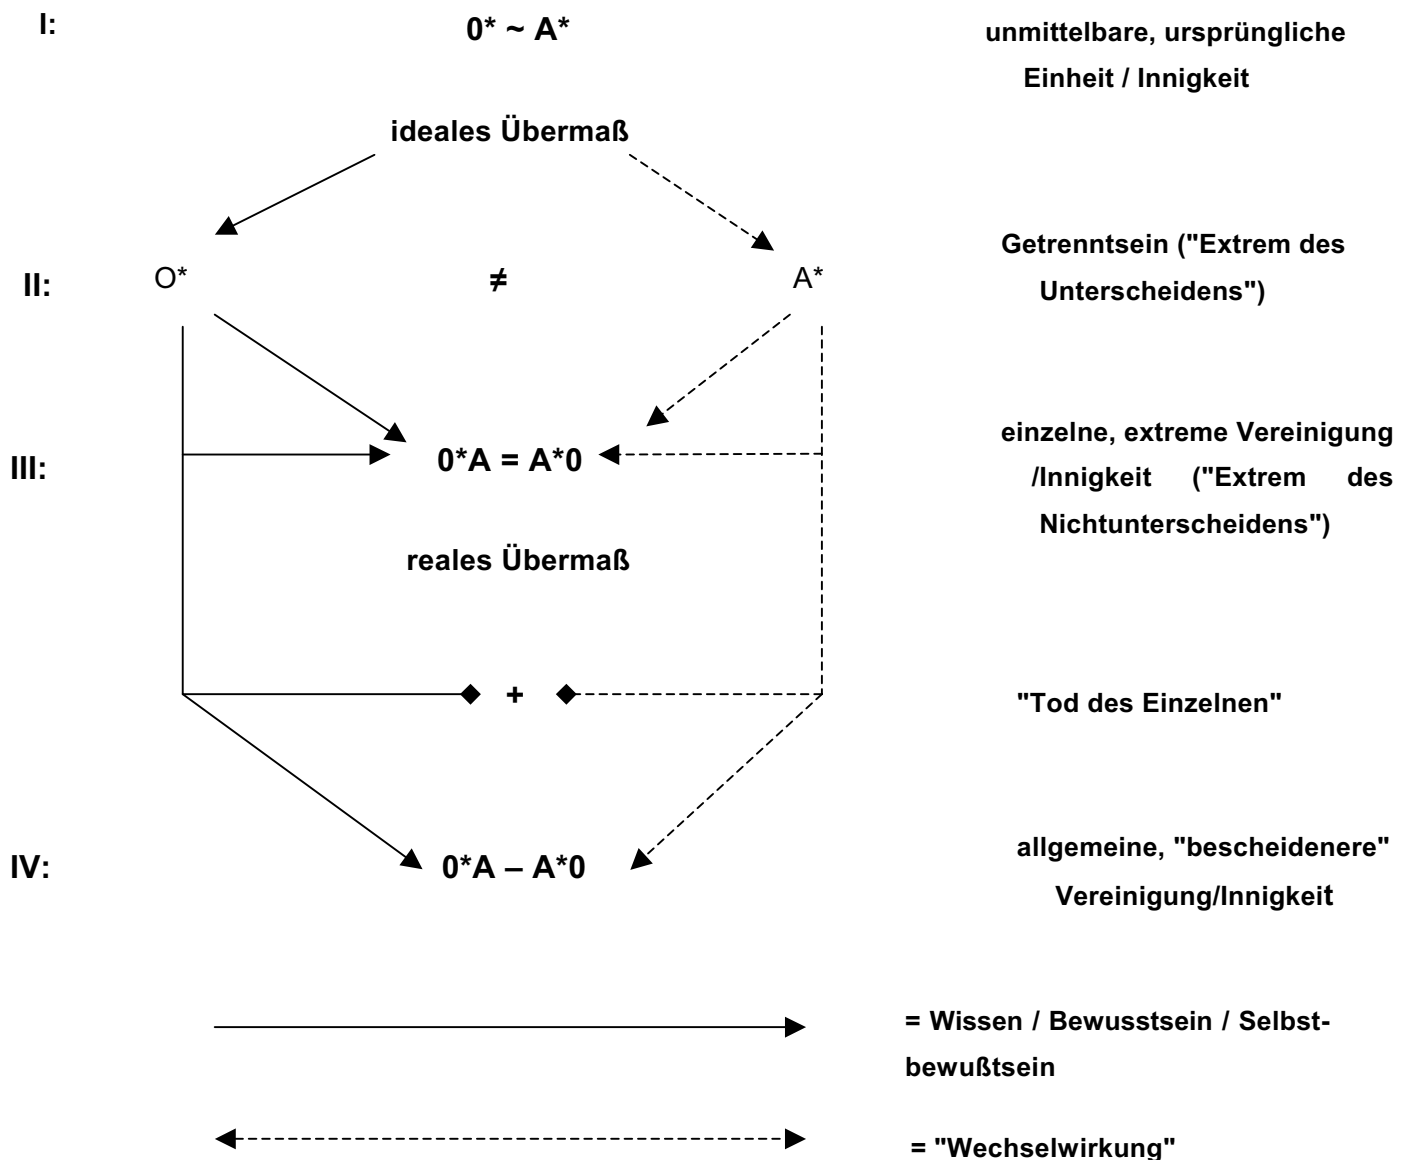 I:
0* ~ A*
unmittelbare, ursprüngliche
Einheit / Innigkeit
ideales Übermaß
Getrenntsein ("Extrem des
Unterscheidens")
II:
O*
≠
A*
einzelne, extreme Vereinigung
/Innigkeit ("Extrem des
Nichtunterscheidens")
III:
0*A = A*0
reales Übermaß
+
"Tod des Einzelnen"
IV:
0*A – A*0
allgemeine, "bescheidenere"
Vereinigung/Innigkeit
= Wissen / Bewusstsein / Selbst-
bewußtsein
= "Wechselwirkung"